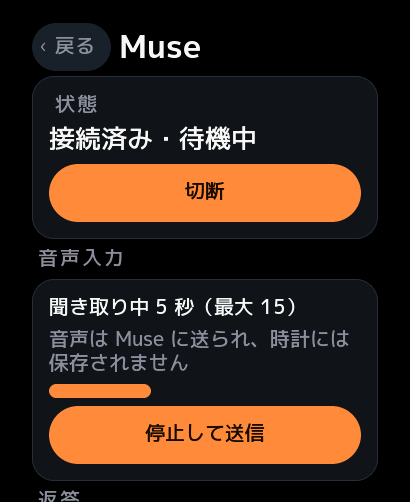 ‹ 戻る Muse
状態
接続済み・待機中
切断
音声入力
聞き取り中 5 秒（最大 15）
音声は Muse に送られ、時計には
保存されません
停止して送信
返答